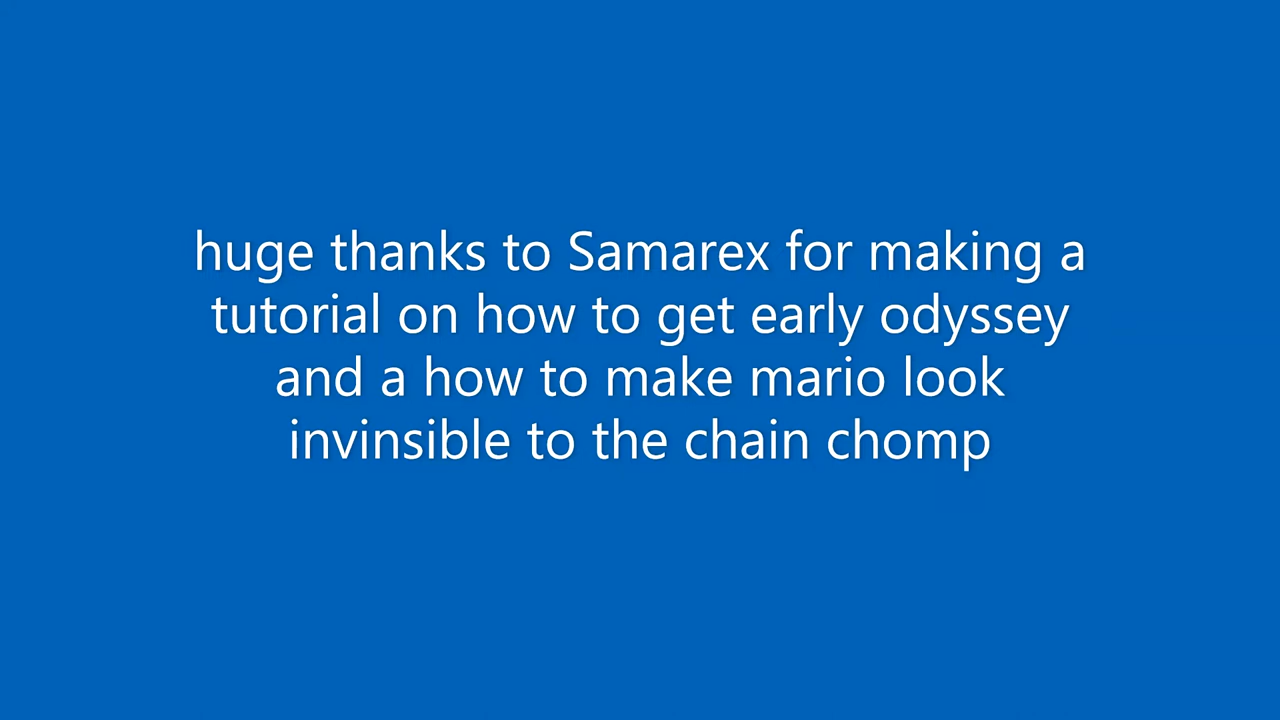 huge thanks to Samarex for making a
tutorial on how to get early odyssey
and a how to make mario look
invinsible to the chain chomp